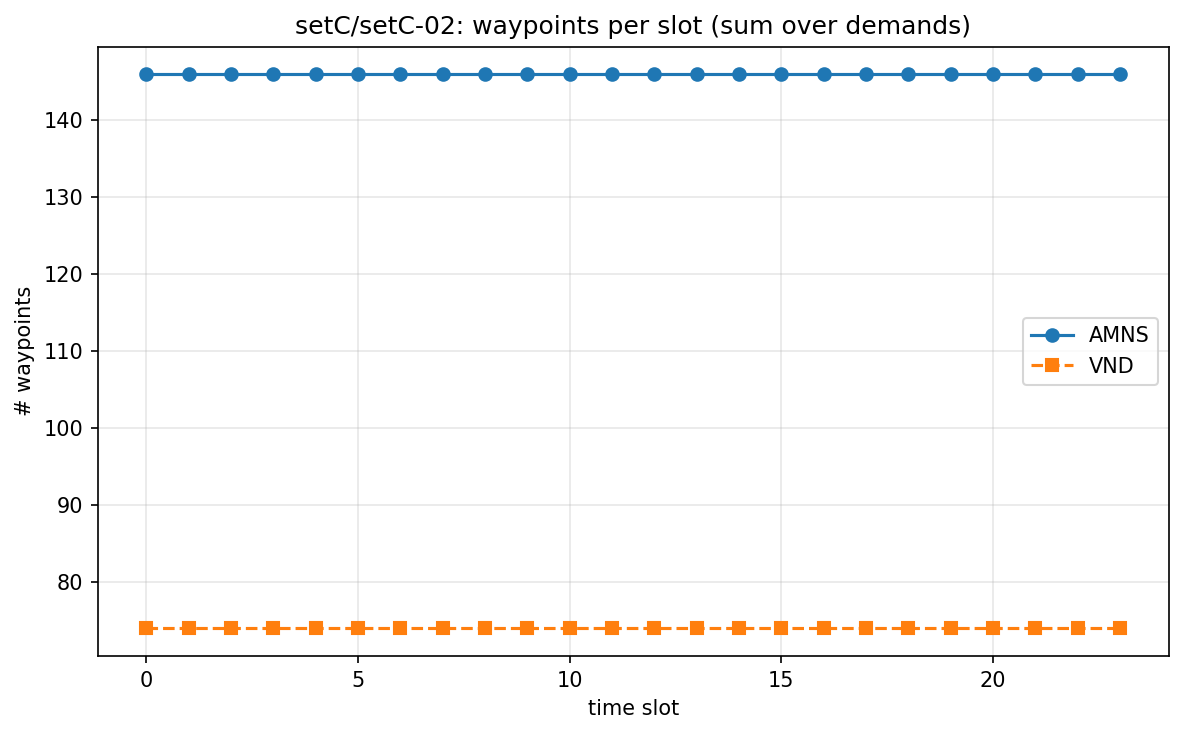 setC/setC-02: waypoints per slot (sum over demands)
# waypoints
140
130
120
110
100
90
80
AMNS
VND
0 5 10 15 20
time slot